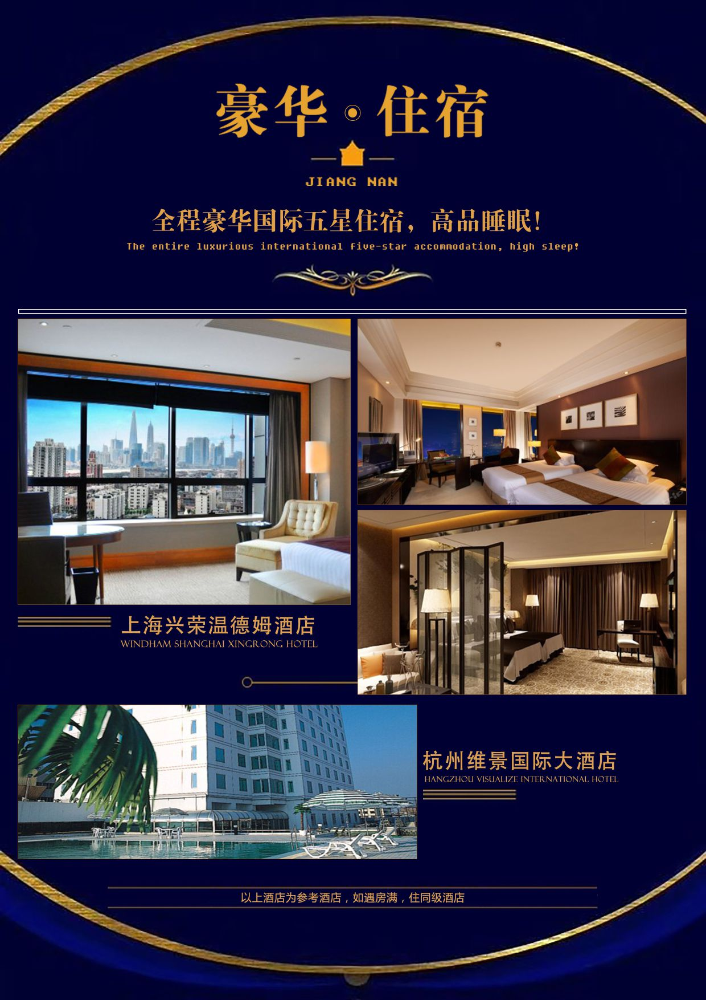 豪华·住宿
JIANG NAN
全程豪华国际五星住宿，高品睡眠！
The entire luxurious international five-star accommodation, high sleep!
上海兴荣温德姆酒店
WINDHAM SHANGHAI XINGRONG HOTEL
杭州维景国际大酒店
HANGZHOU VISUALIZE INTERNATIONAL HOTEL
以上酒店为参考酒店，如遇房满，住同级酒店